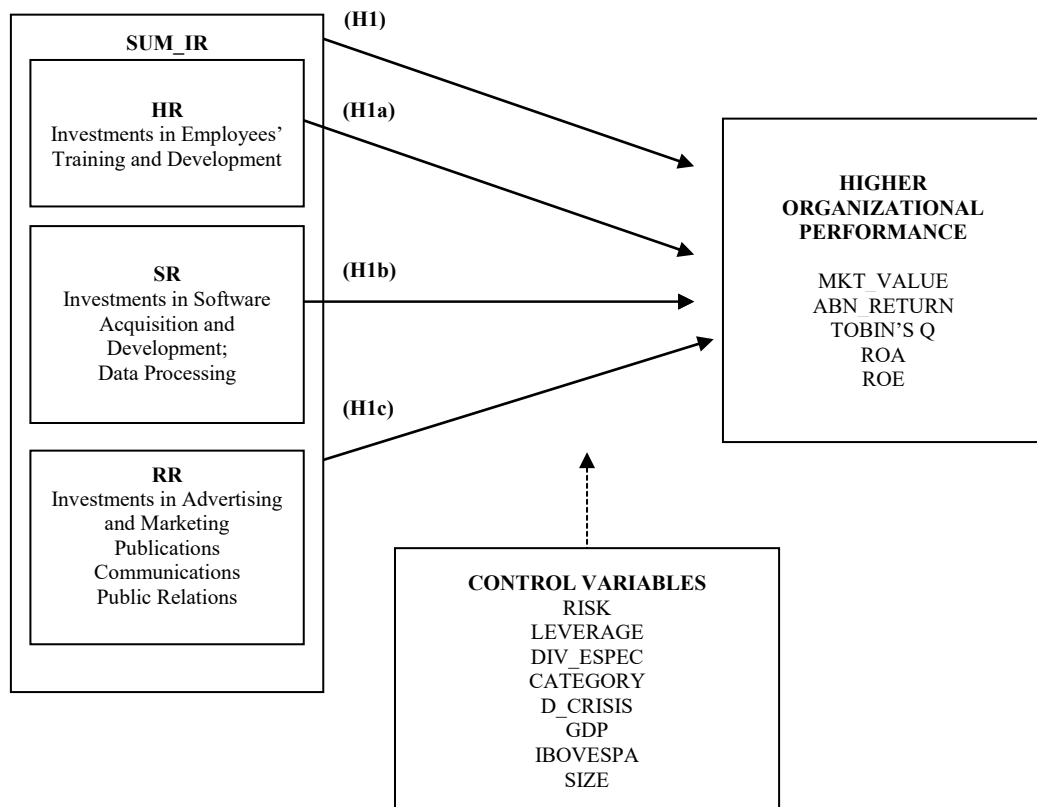 SUM_IR
HR
Investments in Employees’
Training and Development
SR
Investments in Software
Acquisition and
Development;
Data Processing
RR
Investments in Advertising
and Marketing
Publications
Communications
Public Relations
(H1)
(H1a)
(H1b)
(H1c)
HIGHER
ORGANIZATIONAL
PERFORMANCE
MKT_VALUE
ABN_RETURN
TOBIN’S Q
ROA
ROE
CONTROL VARIABLES
RISK
LEVERAGE
DIV_ESPEC
CATEGORY
D_CRISIS
GDP
IBOVESPA
SIZE